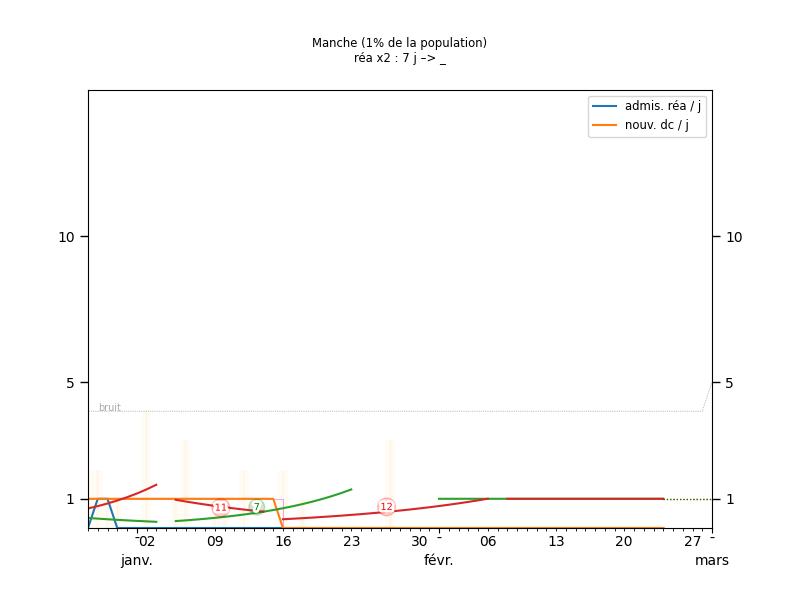 Manche (1% de la population)
réa x2 : 7 j –> _
admis. réa / j
nouv. dc / j
10 10
5 5
bruit
1 1
11 7 12
02 09 16 23 30 06 13 20 27
janv. févr. mars